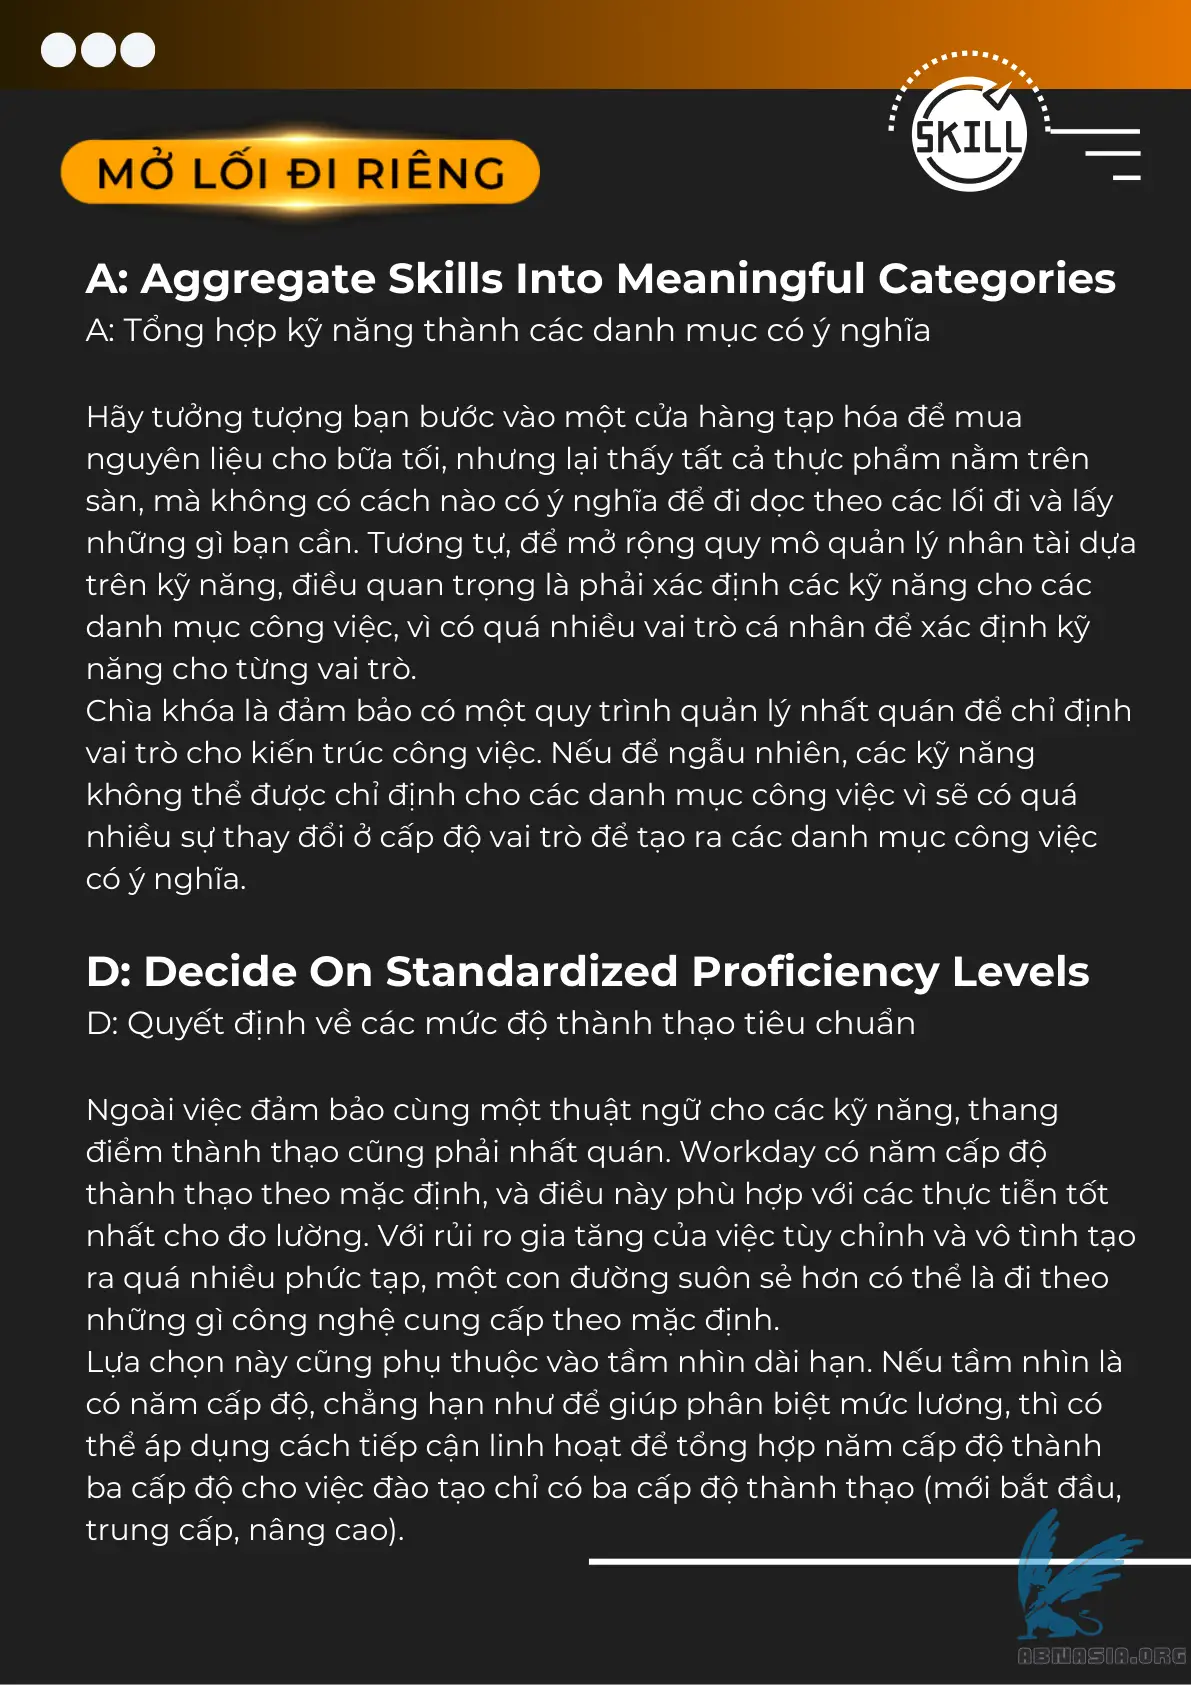 SKILL
MỞ LỐI ĐI RIÊNG
A: Aggregate Skills Into Meaningful Categories
A: Tổng hợp kỹ năng thành các danh mục có ý nghĩa
Hãy tưởng tượng bạn bước vào một cửa hàng tạp hóa để mua
nguyên liệu cho bữa tối, nhưng lại thấy tất cả thực phẩm nằm trên
sàn, mà không có cách nào có ý nghĩa để đi dọc theo các lối đi và lấy
những gì bạn cần. Tương tự, để mở rộng quy mô quản lý nhân tài dựa
trên kỹ năng, điều quan trọng là phải xác định các kỹ năng cho các
danh mục công việc, vì có quá nhiều vai trò cá nhân để xác định kỹ
năng cho từng vai trò.
Chìa khóa là đảm bảo có một quy trình quản lý nhất quán để chỉ định
vai trò cho kiến trúc công việc. Nếu để ngẫu nhiên, các kỹ năng
không thể được chỉ định cho các danh mục công việc vì sẽ có quá
nhiều sự thay đổi ở cấp độ vai trò để tạo ra các danh mục công việc
có ý nghĩa.
D: Decide On Standardized Proficiency Levels
D: Quyết định về các mức độ thành thạo tiêu chuẩn
Ngoài việc đảm bảo cùng một thuật ngữ cho các kỹ năng, thang
điểm thành thạo cũng phải nhất quán. Workday có năm cấp độ
thành thạo theo mặc định, và điều này phù hợp với các thực tiễn tốt
nhất cho đo lường. Với rủi ro gia tăng của việc tùy chỉnh và vô tình tạo
ra quá nhiều phức tạp, một con đường suôn sẻ hơn có thể là đi theo
những gì công nghệ cung cấp theo mặc định.
Lựa chọn này cũng phụ thuộc vào tầm nhìn dài hạn. Nếu tầm nhìn là
có năm cấp độ, chẳng hạn như để giúp phân biệt mức lương, thì có
thể áp dụng cách tiếp cận linh hoạt để tổng hợp năm cấp độ thành
ba cấp độ cho việc đào tạo chỉ có ba cấp độ thành thạo (mới bắt đầu,
trung cấp, nâng cao).
ABNASIA.ORG